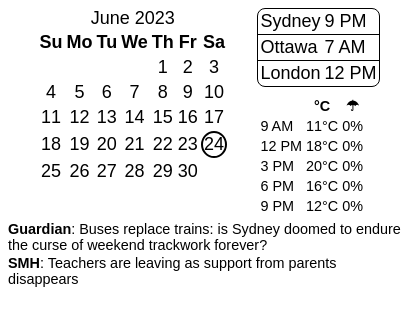 June 2023
Su Mo Tu We Th Fr Sa
1 2 3
4 5 6 7 8 9 10
11 12 13 14 15 16 17
18 19 20 21 22 23 24
25 26 27 28 29 30
Sydney 9 PM
Ottawa 7 AM
London 12 PM
°C ☂
9 AM 11°C 0%
12 PM 18°C 0%
3 PM 20°C 0%
6 PM 16°C 0%
9 PM 12°C 0%
Guardian: Buses replace trains: is Sydney doomed to endure
the curse of weekend trackwork forever?
SMH: Teachers are leaving as support from parents
disappears